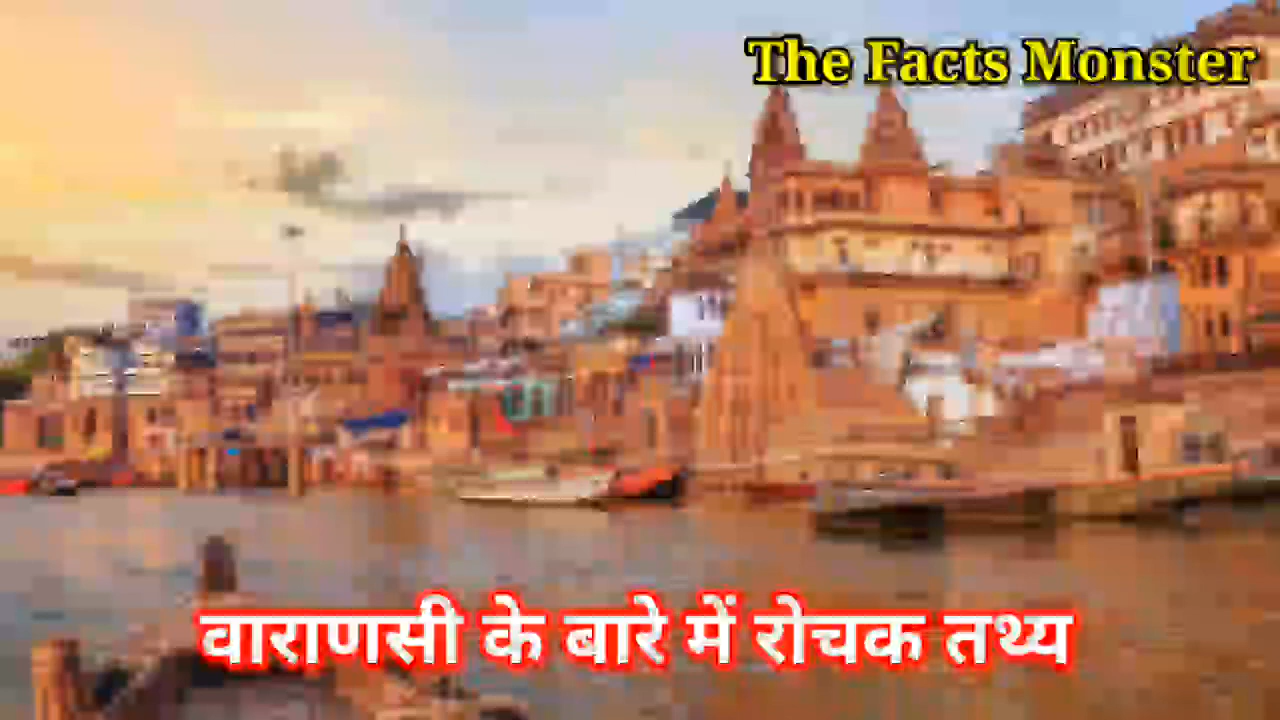 The Facts Monster
वाराणसी के बारे में रोचक तथ्य